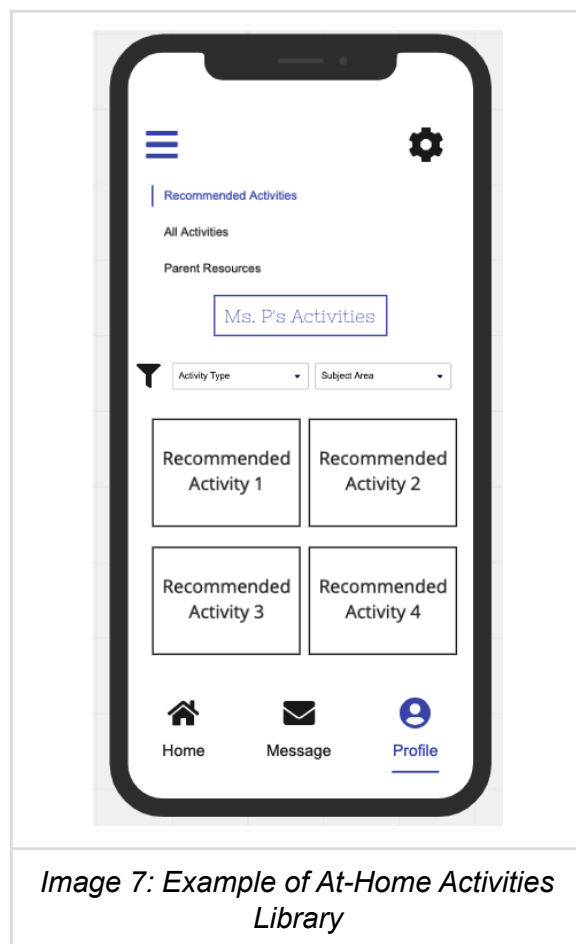 Recommended Activities
All Activities
Parent Resources
Ms. P's Activities
Activity Type
Subject Area
Recommended
Activity 1
Recommended
Activity 2
Recommended
Activity 3
Recommended
Activity 4
Home
Message
Profile
Image 7: Example of At-Home Activities
Library